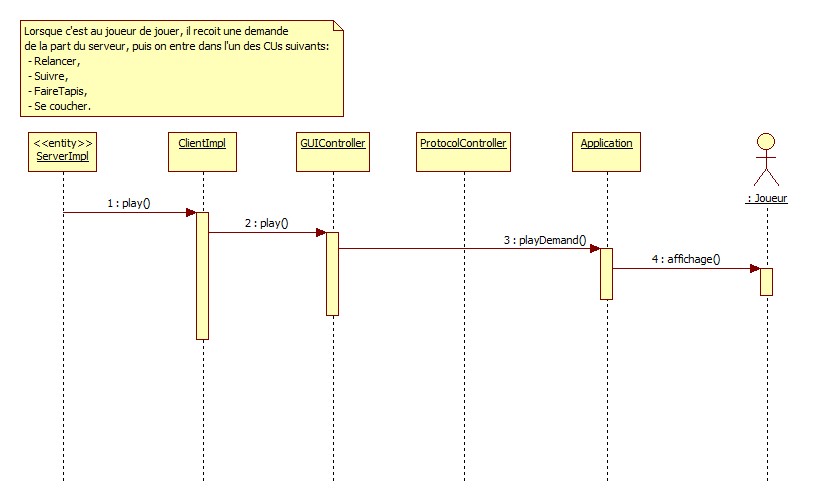 Lorsque c'est au joueur de jouer, il recoit une demande
de la part du serveur, puis on entre dans l'un des CUs suivants:
- Relancer,
- Suivre,
- FaireTapis,
- Se coucher.
<<entity>>
ServerImpl
ClientImpl
GUIController
ProtocolController
Application
: Joueur
1 : play()
2 : play()
3 : playDemand()
4 : affichage()